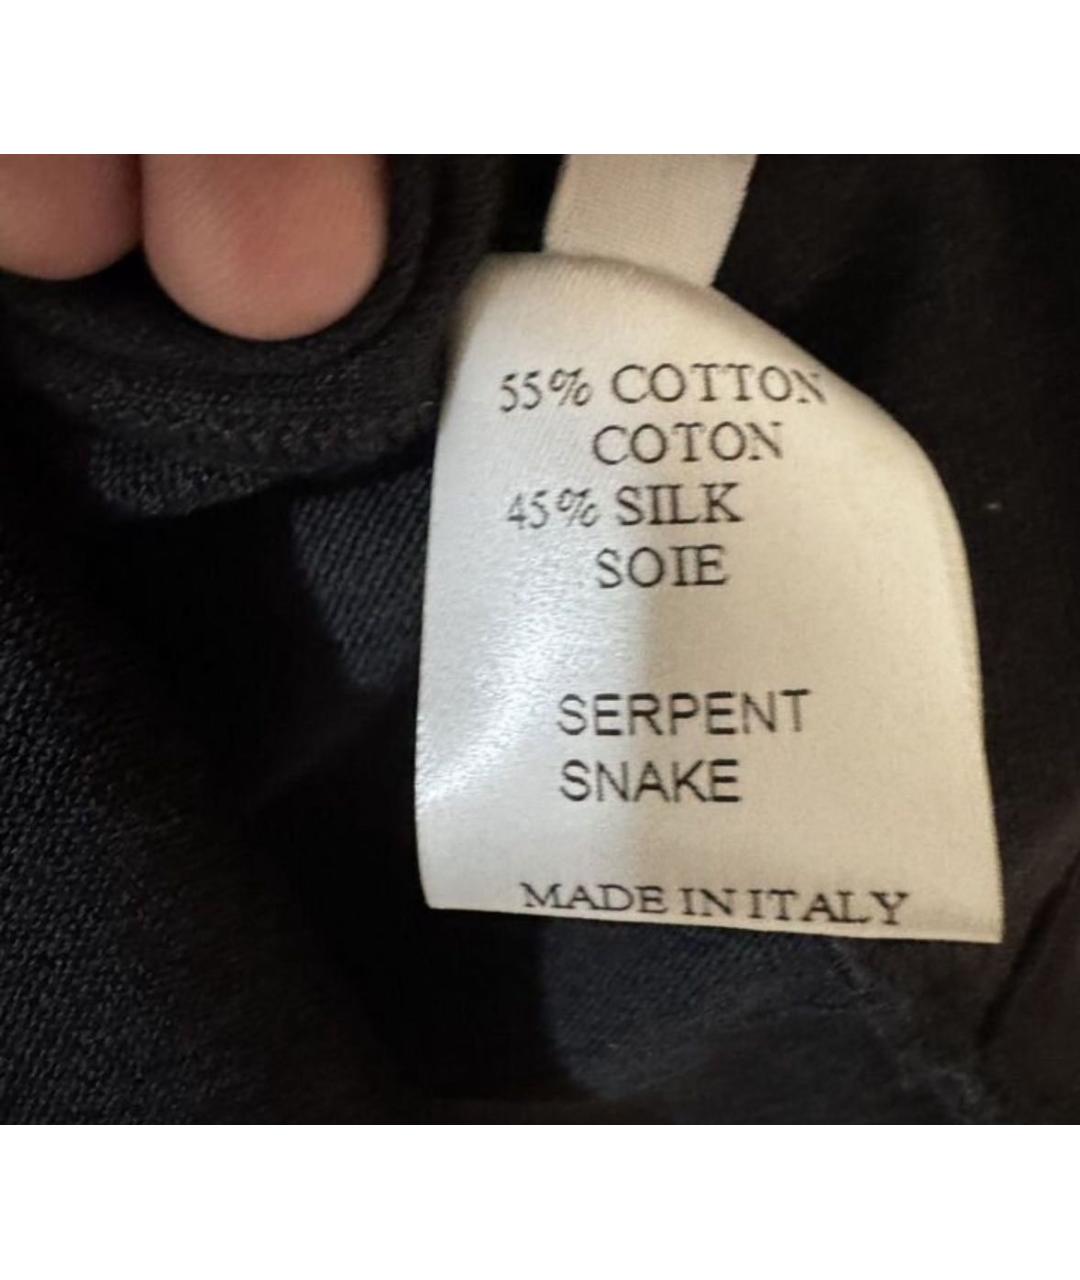 55% COTTON
COTON
45% SILK
SOIE
SERPENT
SNAKE
MADE IN ITALY